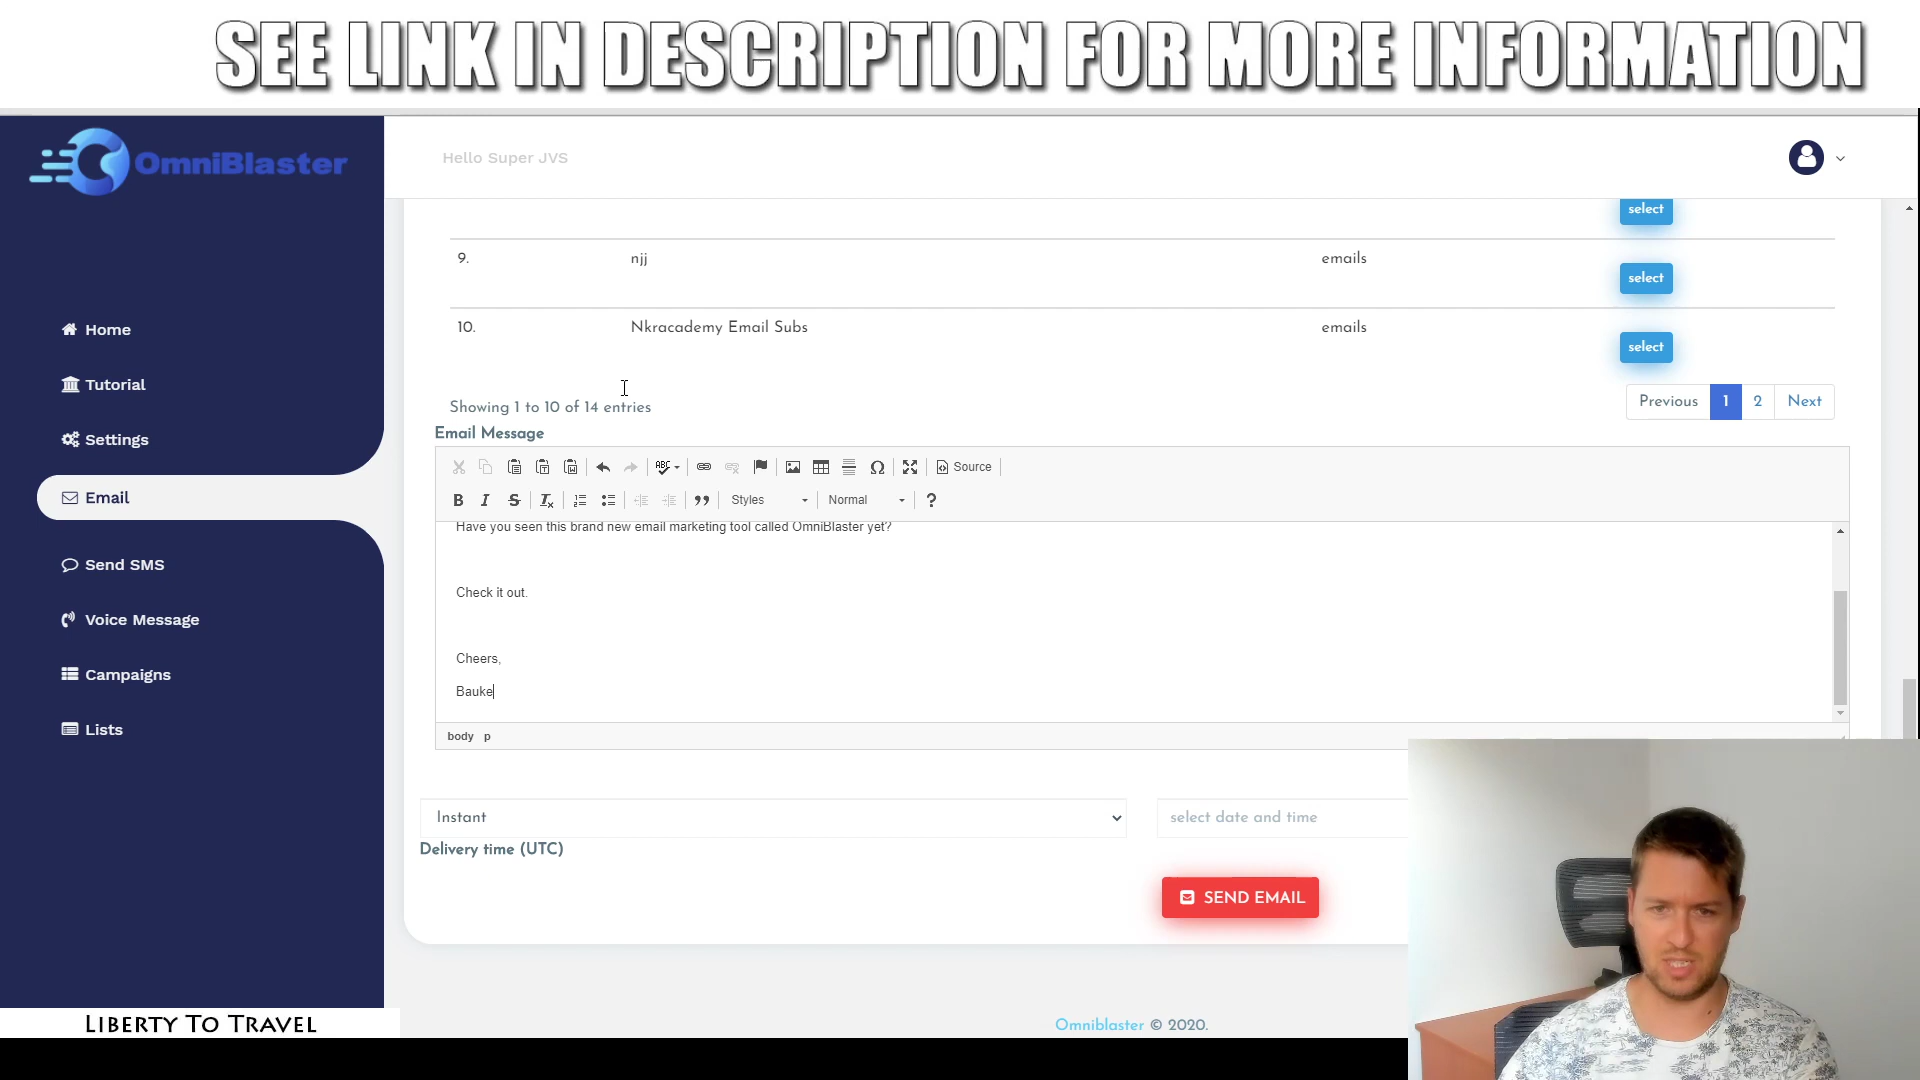 SEE LINK IN DESCRIPTION FOR MORE INFORMATION
OmniBlaster
Hello Super JVS
Home
Tutorial
Settings
Email
Send SMS
Voice Message
Campaigns
Lists
select
9. njj emails select
10. Nkracademy Email Subs emails select
Showing 1 to 10 of 14 entries
Previous 1 2 Next
Email Message
ABC Source
B I S Styles Normal ?
Have you seen this brand new email marketing tool called OmniBlaster yet?
Check it out.
Cheers,
Bauke
body p
Instant
select date and time
Delivery time (UTC)
SEND EMAIL
Omniblaster © 2020.
LIBERTY TO TRAVEL